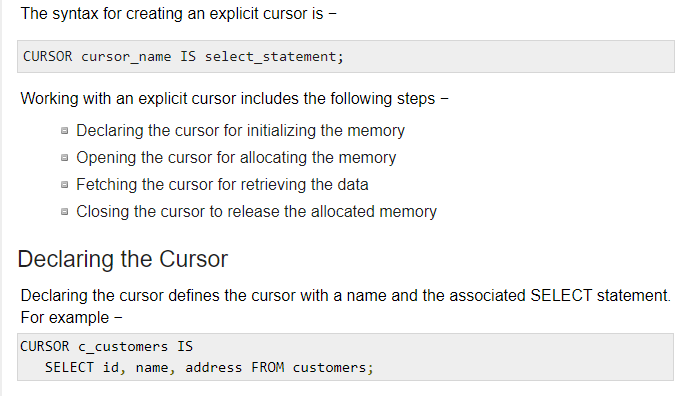 The syntax for creating an explicit cursor is −
CURSOR cursor_name IS select_statement;
Working with an explicit cursor includes the following steps −
Declaring the cursor for initializing the memory
Opening the cursor for allocating the memory
Fetching the cursor for retrieving the data
Closing the cursor to release the allocated memory
Declaring the Cursor
Declaring the cursor defines the cursor with a name and the associated SELECT statement.
For example −
CURSOR c_customers IS
   SELECT id, name, address FROM customers;